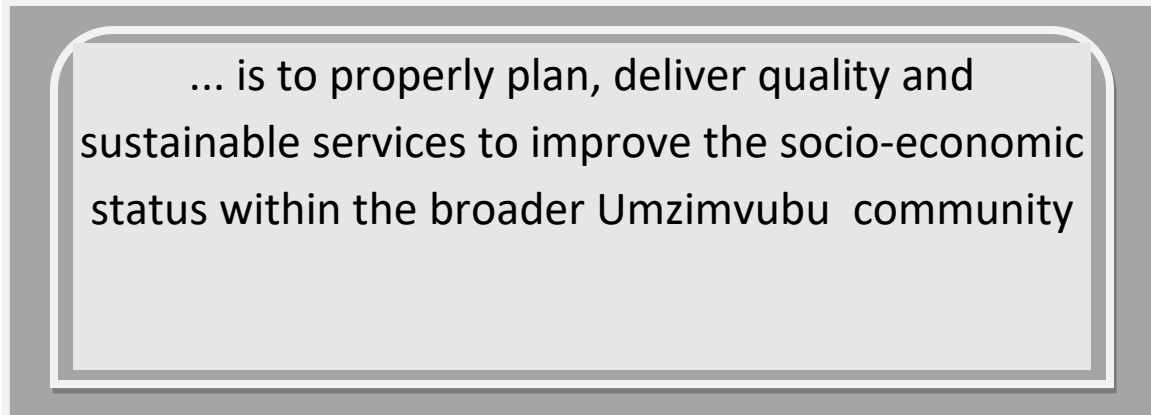 ... is to properly plan, deliver quality and
sustainable services to improve the socio-economic
status within the broader Umzimvubu  community